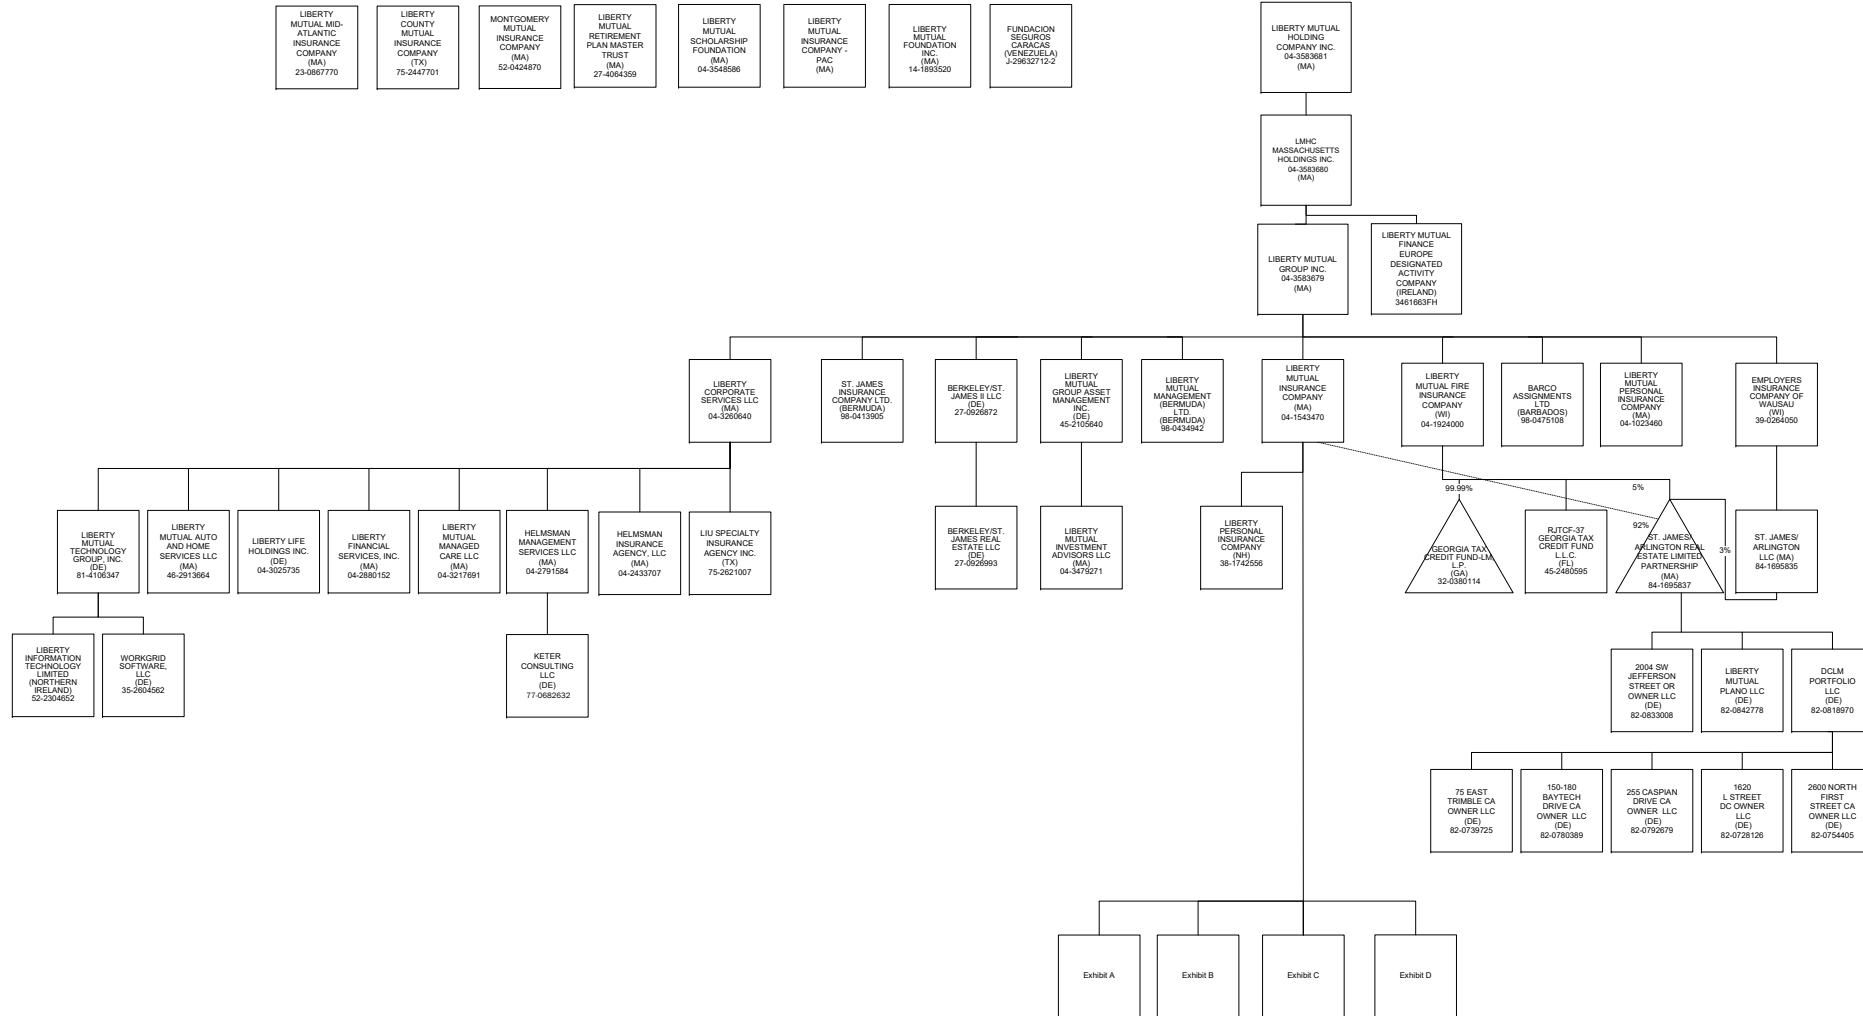 LIBERTY
MUTUAL MID-
ATLANTIC
INSURANCE
COMPANY
(MA)
23-0867770
LIBERTY
COUNTY
MUTUAL
INSURANCE
COMPANY
(TX)
75-2447701
MONTGOMERY
MUTUAL
INSURANCE
COMPANY
(MA)
52-0424870
LIBERTY
MUTUAL
RETIREMENT
PLAN MASTER
TRUST
(MA)
27-4064359
LIBERTY
MUTUAL
SCHOLARSHIP
FOUNDATION
(MA)
04-3548586
LIBERTY
MUTUAL
INSURANCE
COMPANY -
PAC
(MA)
LIBERTY
MUTUAL
FOUNDATION
INC.
(MA)
14-1893520
FUNDACION
SEGUROS
CARACAS
(VENEZUELA)
J-29632712-2
LIBERTY MUTUAL
HOLDING
COMPANY INC.
04-3583681
(MA)
LMHC
MASSACHUSETTS
HOLDINGS INC.
04-3583680
(MA)
LIBERTY MUTUAL
GROUP INC.
04-3583679
(MA)
LIBERTY MUTUAL
FINANCE
EUROPE
DESIGNATED
ACTIVITY
COMPANY
(IRELAND)
3461663FH
LIBERTY
CORPORATE
SERVICES LLC
(MA)
04-3260640
ST. JAMES
INSURANCE
COMPANY LTD.
(BERMUDA)
98-0413905
BERKELEY/ST.
JAMES II LLC
(DE)
27-0926872
LIBERTY
MUTUAL
GROUP ASSET
MANAGEMENT
INC.
(DE)
45-2105640
LIBERTY
MUTUAL
MANAGEMENT
(BERMUDA)
LTD.
(BERMUDA)
98-0434942
LIBERTY
MUTUAL
INSURANCE
COMPANY
(MA)
04-1543470
LIBERTY
MUTUAL FIRE
INSURANCE
COMPANY
(WI)
04-1924000
BARCO
ASSIGNMENTS
LTD
(BARBADOS)
98-0475108
LIBERTY
MUTUAL
PERSONAL
INSURANCE
COMPANY
(MA)
04-1023460
EMPLOYERS
INSURANCE
COMPANY OF
WAUSAU
(WI)
39-0264050
LIBERTY
MUTUAL
TECHNOLOGY
GROUP, INC.
(DE)
81-4106347
LIBERTY
MUTUAL AUTO
AND HOME
SERVICES LLC
(MA)
46-2913664
LIBERTY LIFE
HOLDINGS INC.
(DE)
04-3025735
LIBERTY
FINANCIAL
SERVICES, INC.
(MA)
04-2880152
LIBERTY
MUTUAL
MANAGED
CARE LLC
(MA)
04-3217691
HELMSMAN
MANAGEMENT
SERVICES LLC
(MA)
04-2791584
HELMSMAN
INSURANCE
AGENCY, LLC
(MA)
04-2433707
LIU SPECIALTY
INSURANCE
AGENCY INC.
(TX)
75-2621007
BERKELEY/ST.
JAMES REAL
ESTATE LLC
(DE)
27-0926993
LIBERTY
MUTUAL
INVESTMENT
ADVISORS LLC
(MA)
04-3479271
LIBERTY
PERSONAL
INSURANCE
COMPANY
(NH)
38-1742556
99.99%
GEORGIA TAX
CREDIT FUND-LM
L.P.
(GA)
32-0380114
RJTCF-37
GEORGIA TAX
CREDIT FUND
L.L.C.
(FL)
45-2480595
5%
92%
ST. JAMES/
ARLINGTON REAL
ESTATE LIMITED
PARTNERSHIP
(MA)
84-1695837
3%
ST. JAMES/
ARLINGTON
LLC (MA)
84-1695835
LIBERTY
INFORMATION
TECHNOLOGY
LIMITED
(NORTHERN
IRELAND)
52-2304652
WORKGRID
SOFTWARE,
LLC
(DE)
35-2604562
KETER
CONSULTING
LLC
(DE)
77-0682632
2004 SW
JEFFERSON
STREET OR
OWNER LLC
(DE)
82-0833008
LIBERTY
MUTUAL
PLANO LLC
(DE)
82-0842778
DCLM
PORTFOLIO
LLC
(DE)
82-0818970
75 EAST
TRIMBLE CA
OWNER LLC
(DE)
82-0739725
150-180
BAYTECH
DRIVE CA
OWNER LLC
(DE)
82-0780389
255 CASPIAN
DRIVE CA
OWNER LLC
(DE)
82-0792679
1620
L STREET
DC OWNER
LLC
(DE)
82-0728126
2600 NORTH
FIRST
STREET CA
OWNER LLC
(DE)
82-0754405
Exhibit A
Exhibit B
Exhibit C
Exhibit D